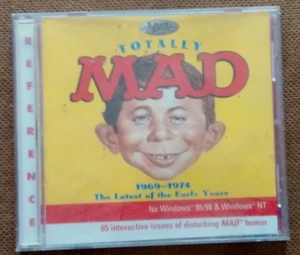 REFERENCE
TOTALLY
MAD
1969-1974
The Latest of the Early Years
for Windows® 95/98 & Windows® NT
65 interactive issues of disturbing MAD™ humor